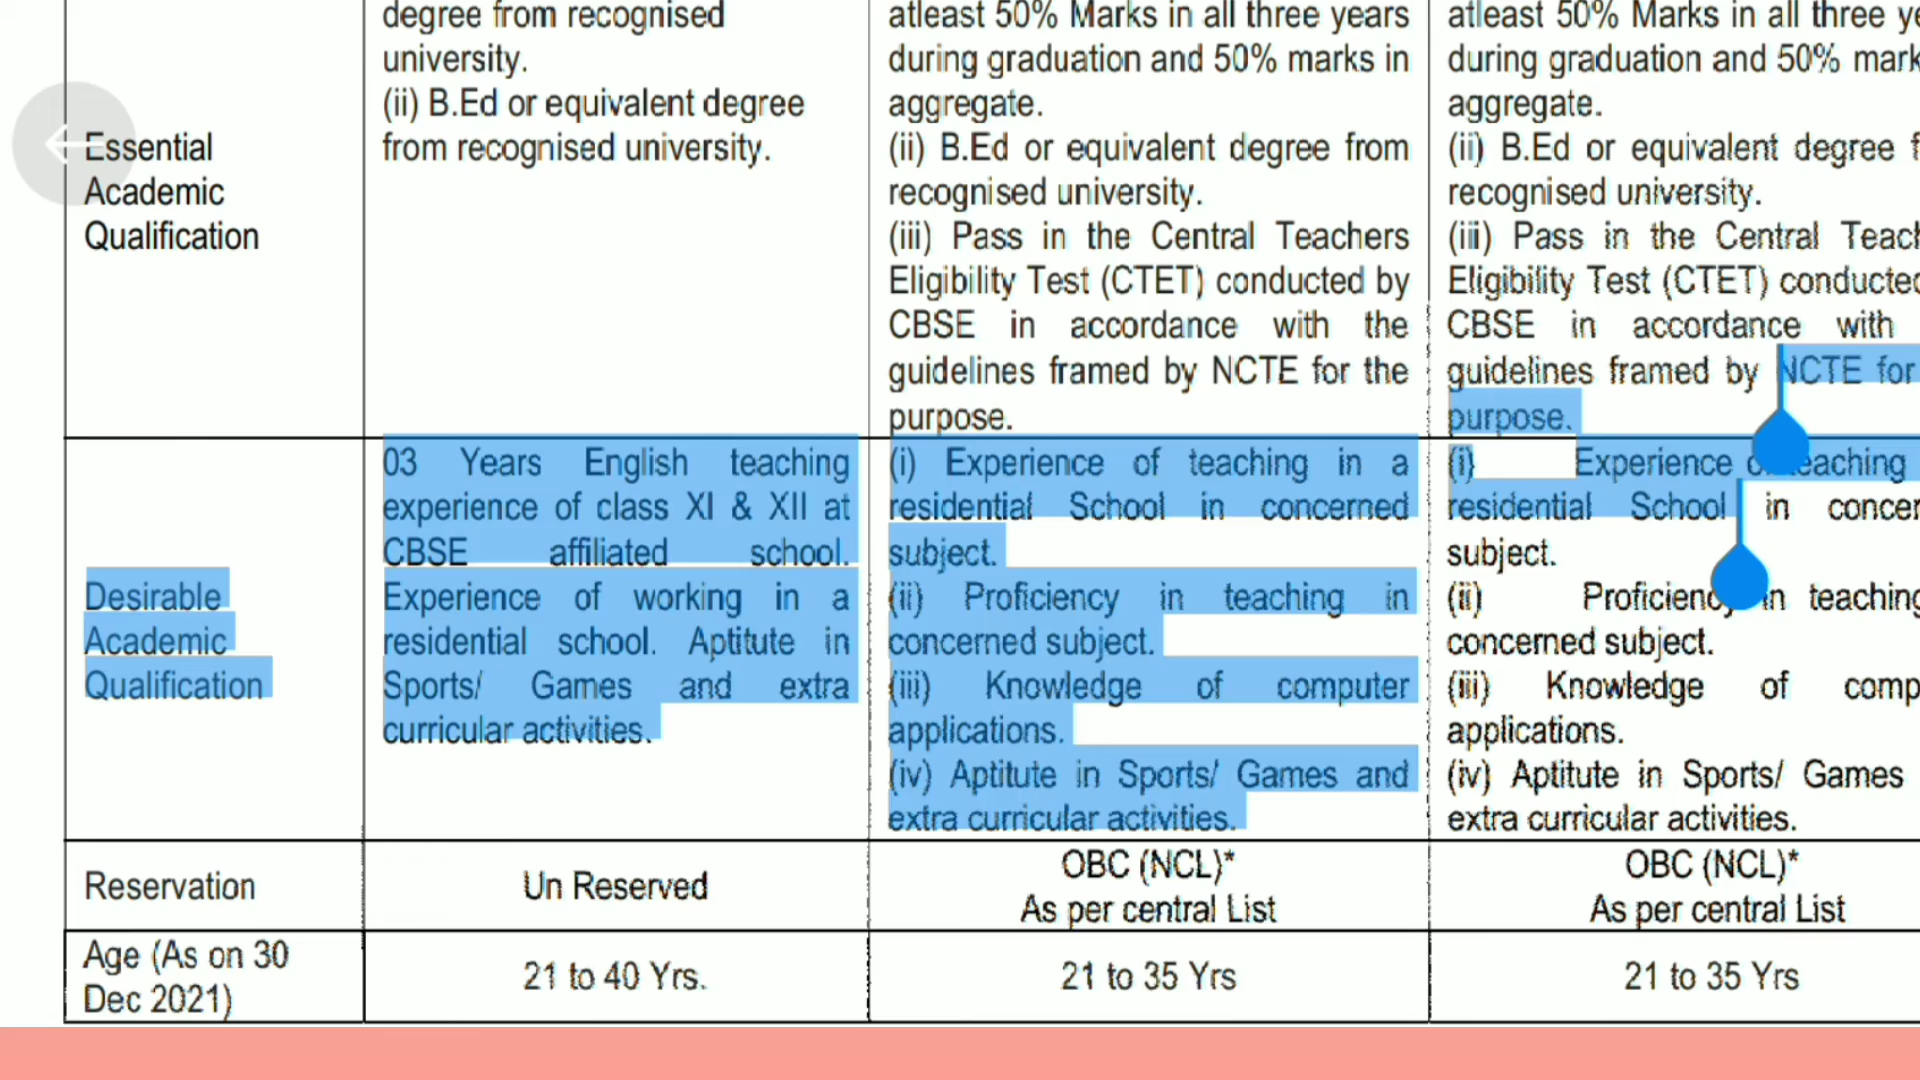 degree from recognised
university.
(ii) B.Ed or equivalent degree
from recognised university.
atleast 50% Marks in all three years
during graduation and 50% marks in
aggregate.
(ii) B.Ed or equivalent degree from
recognised university.
(iii) Pass in the Central Teachers
Eligibility Test (CTET) conducted by
CBSE in accordance with the
guidelines framed by NCTE for the
purpose.
atleast 50% Marks in all three
during graduation and 50%
aggregate.
(ii) B.Ed or equivalent degree
recognised university.
(iii) Pass in the Central
Eligibility Test (CTET)
CBSE in accordance with
guidelines framed by NCTE for
purpose.
Essential
Academic
Qualification
Desirable
Academic
Qualification
03 Years English teaching
experience of class XI & XII at
CBSE affiliated school.
Experience of working in a
residential school. Aptitute in
Sports/ Games and extra
curricular activities.
(i) Experience of teaching in a
residential School in concerned
subject.
(ii) Proficiency in teaching in
concerned subject.
(iii) Knowledge of computer
applications.
(iv) Aptitute in Sports/ Games and
extra curricular activities.
(i) Experience of teaching
residential School in
subject.
(ii) Proficiency in teaching
concerned subject.
(iii) Knowledge of
applications.
(iv) Aptitute in Sports/ Games
extra curricular activities.
Reservation
Un Reserved
OBC (NCL)*
As per central List
OBC (NCL)*
As per central List
Age (As on 30
Dec 2021)
21 to 40 Yrs.
21 to 35 Yrs
21 to 35 Yrs